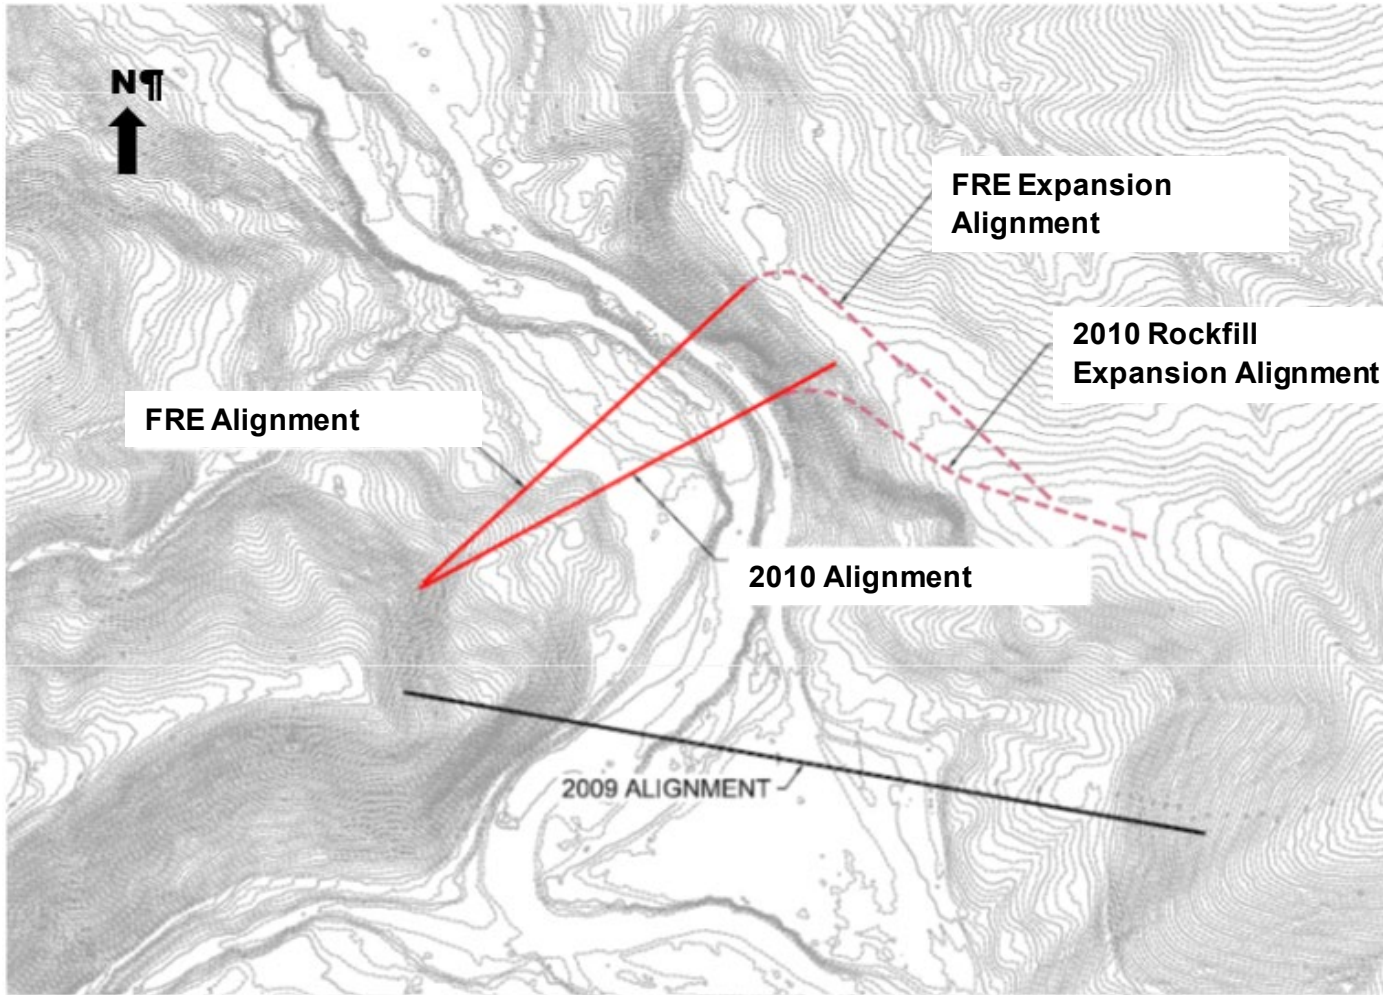 N¶
FRE Expansion
Alignment
2010 Rockfill
Expansion Alignment
FRE Alignment
2010 Alignment
2009 ALIGNMENT